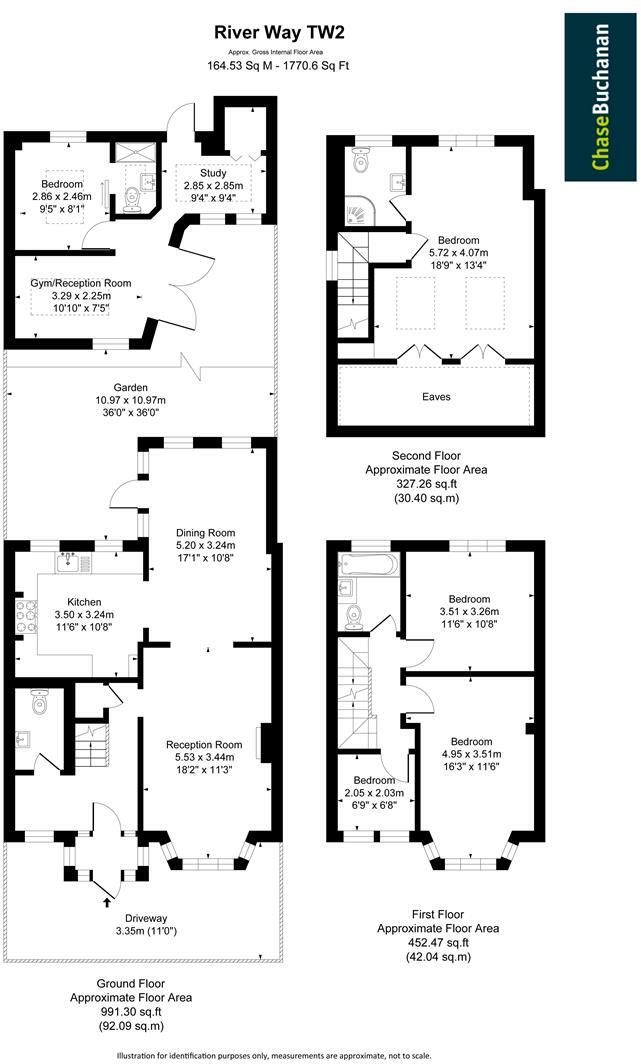 River Way TW2
Approx. Gross Internal Floor Area
164.53 Sq M - 1770.6 Sq Ft
ChaseBuchanan
Bedroom
2.86 x 2.46m
9'5" x 8'1"
Study
2.85 x 2.85m
9'4" x 9'4"
Gym/Reception Room
3.29 x 2.25m
10'10" x 7'5"
Garden
10.97 x 10.97m
36'0" x 36'0"
Dining Room
5.20 x 3.24m
17'1" x 10'8"
Kitchen
3.50 x 3.24m
11'6" x 10'8"
Reception Room
5.53 x 3.44m
18'2" x 11'3"
Driveway
3.35m (11'0")
Ground Floor
Approximate Floor Area
991.30 sq.ft
(92.09 sq.m)
Bedroom
5.72 x 4.07m
18'9" x 13'4"
Eaves
Second Floor
Approximate Floor Area
327.26 sq.ft
(30.40 sq.m)
Bedroom
3.51 x 3.26m
11'6" x 10'8"
Bedroom
4.95 x 3.51m
16'3" x 11'6"
Bedroom
2.05 x 2.03m
6'9" x 6'8"
First Floor
Approximate Floor Area
452.47 sq.ft
(42.04 sq.m)
Illustration for identification purposes only, measurements are approximate, not to scale.